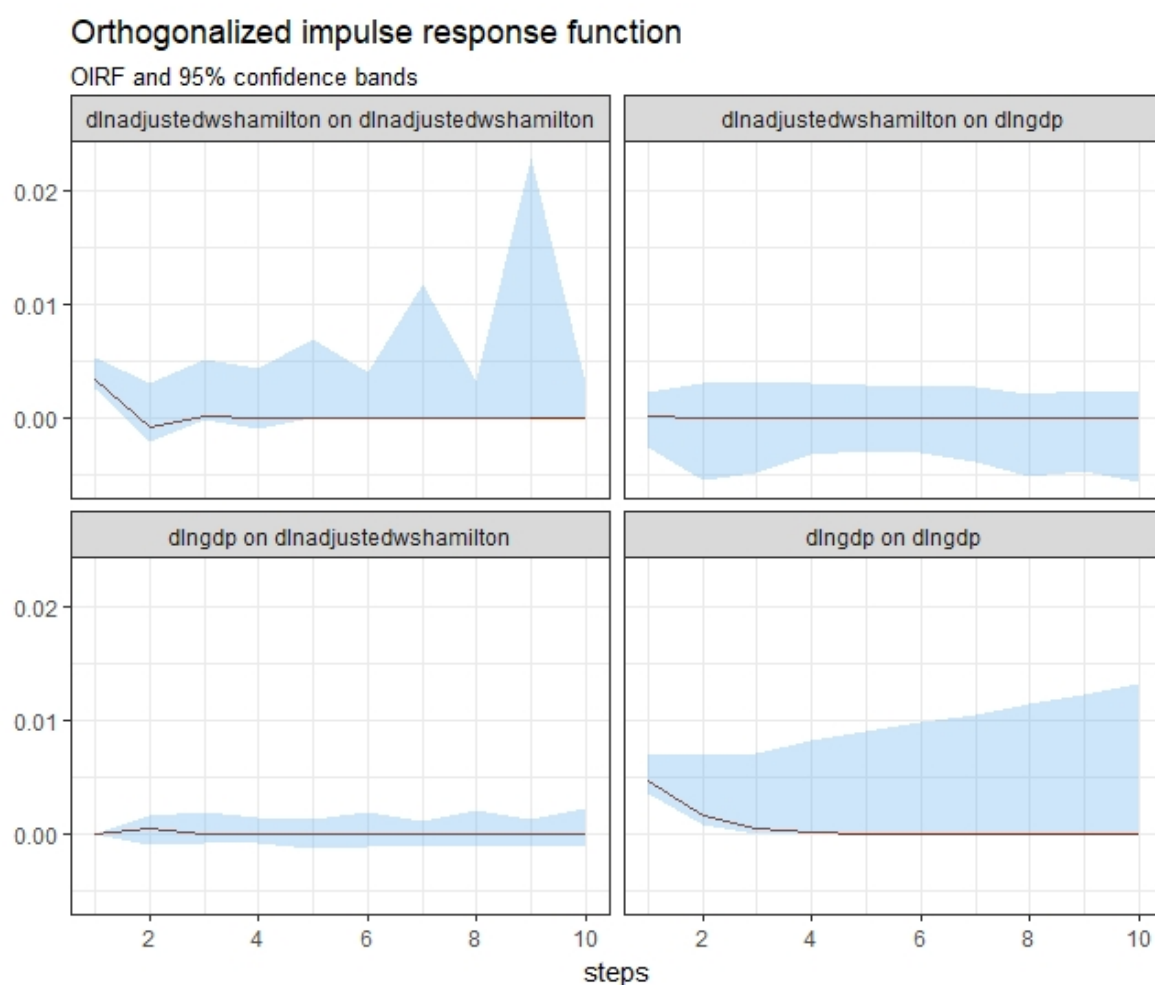 Orthogonalized impulse response function
OIRF and 95% confidence bands
dlnadjustedwshamilton on dlnadjustedwshamilton
dlnadjustedwshamilton on dlngdp
0.02
0.01
0.00
dlngdp on dlnadjustedwshamilton
dlngdp on dlngdp
0.02
0.01
0.00
2 4 6 8 10
2 4 6 8 10
steps